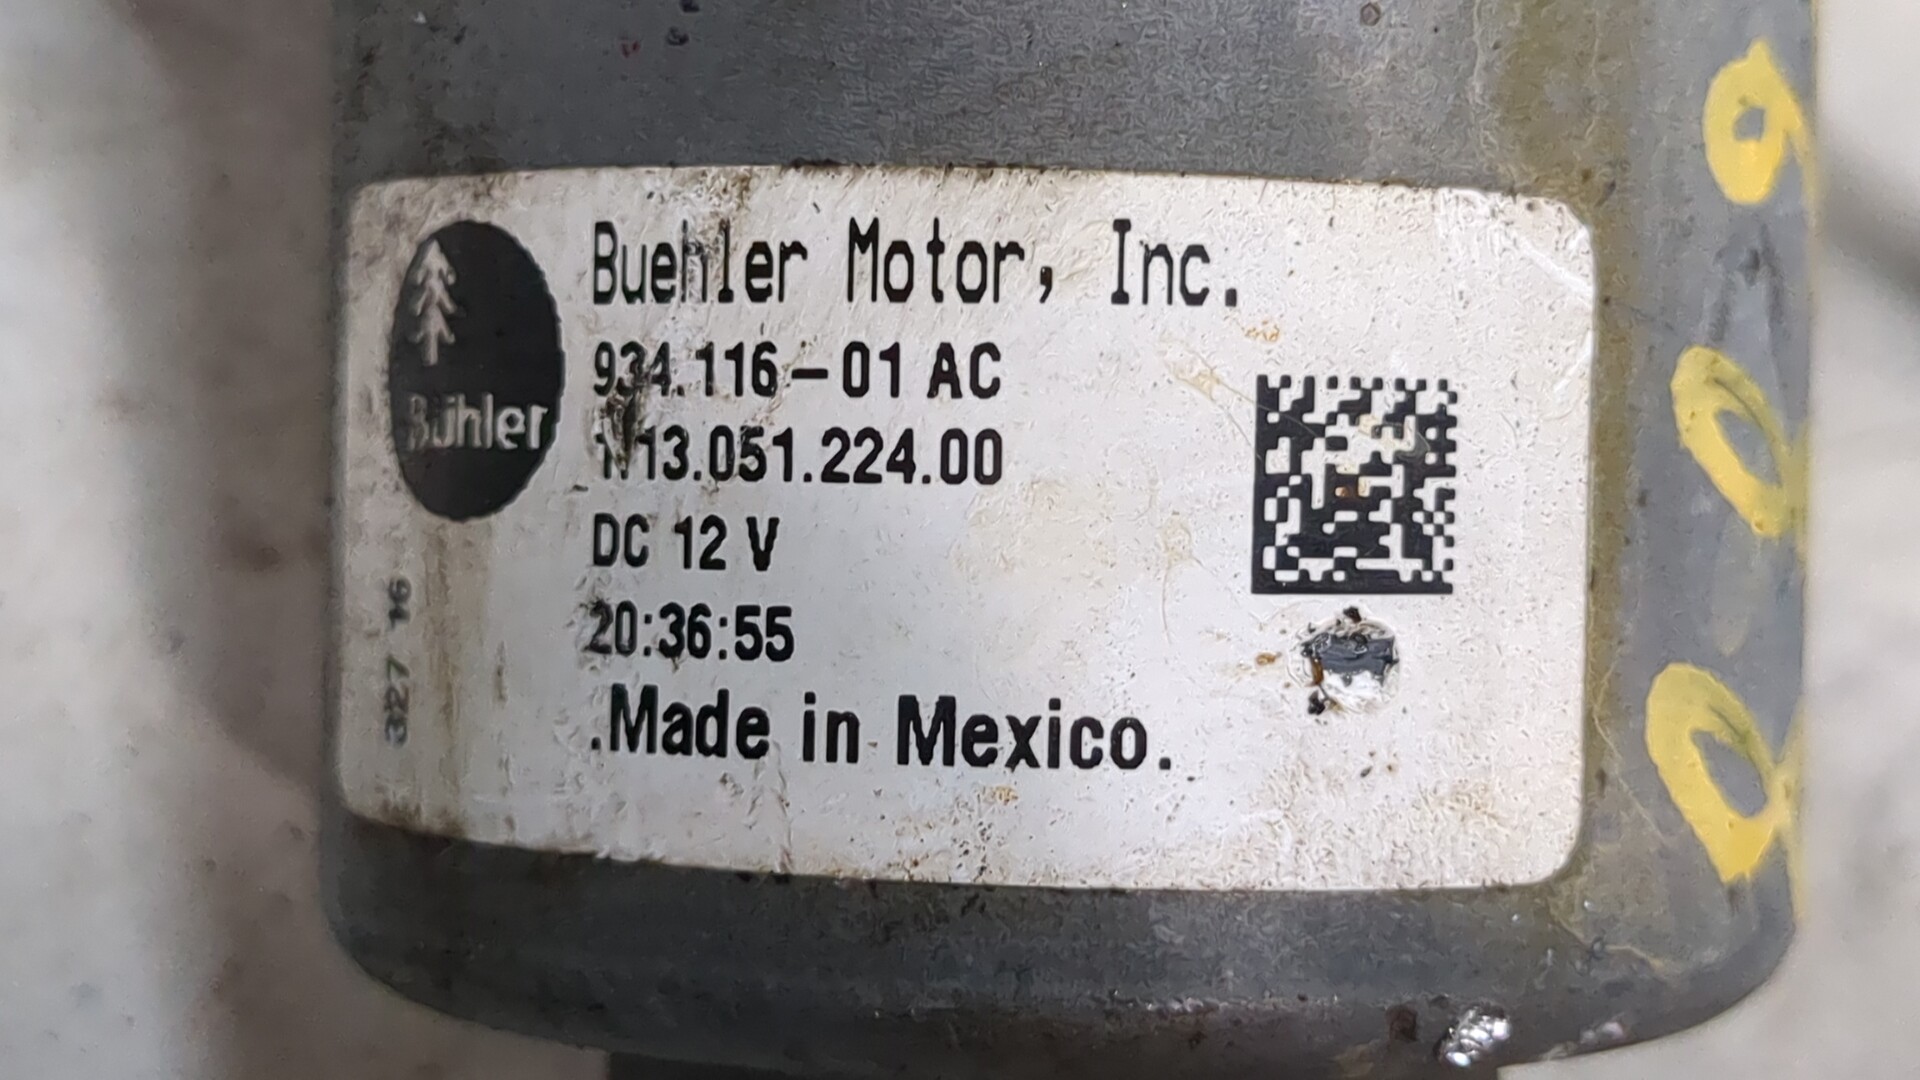 Buehler Motor, Inc.
Bühler
934.116-01 AC
1.13.051.224.00
DC 12 V
20:36:55
.Made in Mexico.
327 16